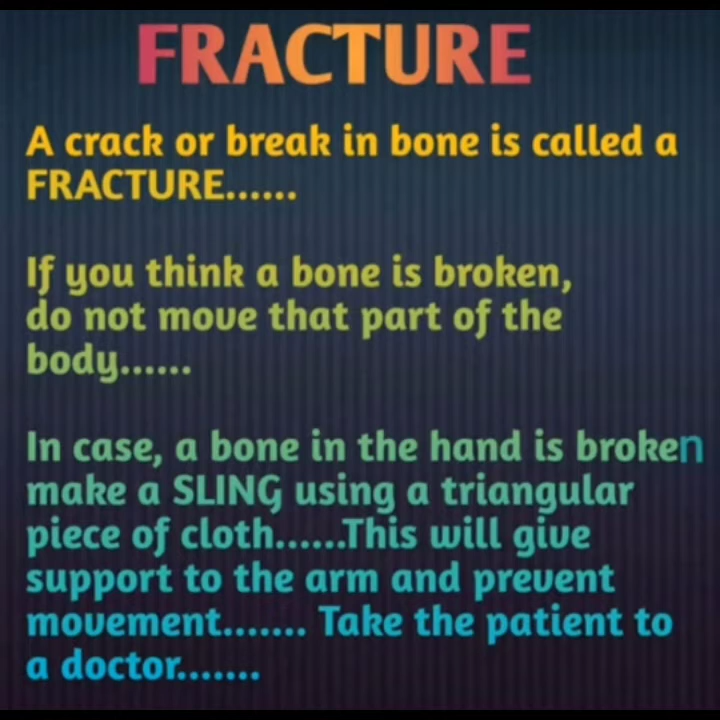 FRACTURE
A crack or break in bone is called a
FRACTURE......
If you think a bone is broken,
do not move that part of the
body......
In case, a bone in the hand is broken
make a SLING using a triangular
piece of cloth......This will give
support to the arm and prevent
movement....... Take the patient to
a doctor.......